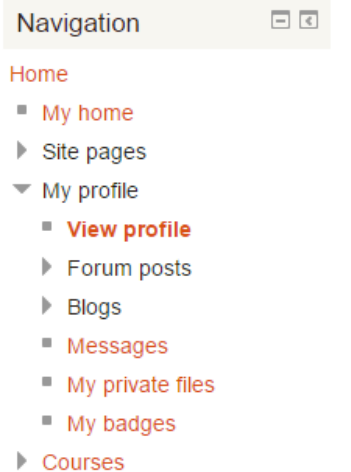 Navigation
Home
My home
Site pages
My profile
View profile
Forum posts
Blogs
Messages
My private files
My badges
Courses